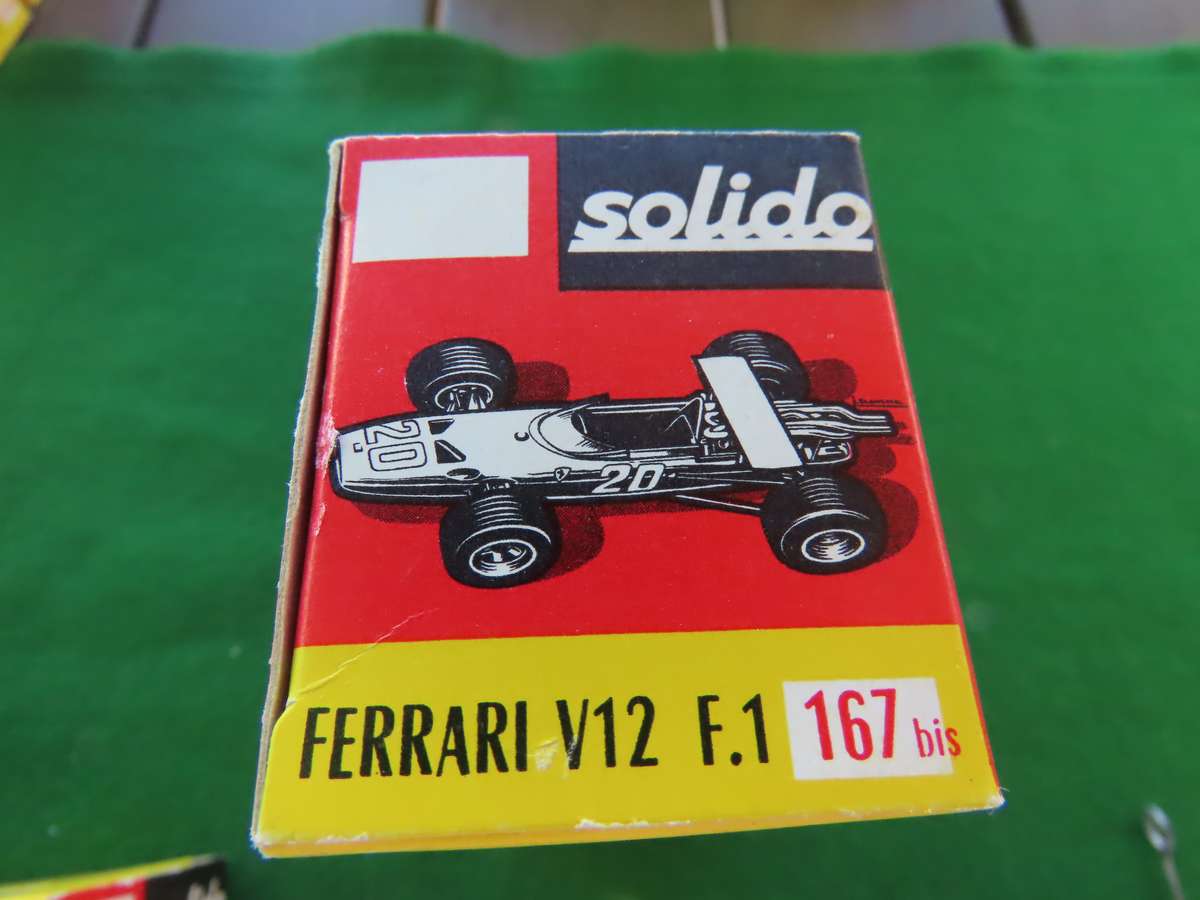 solido
20
20
FERRARI V12 F.1 167 bis